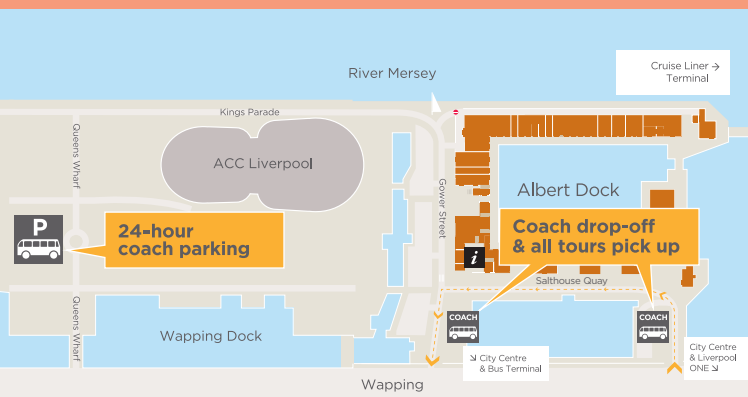 River Mersey
Cruise Liner →
Terminal
Kings Parade
Queens Wharf
ACC Liverpool
Gower Street
Albert Dock
P
24-hour
coach parking
Coach drop-off
& all tours pick up
i
Salthouse Quay
COACH
COACH
Queens Wharf
Wapping Dock
↘ City Centre
& Bus Terminal
City Centre
& Liverpool
ONE ↘
Wapping